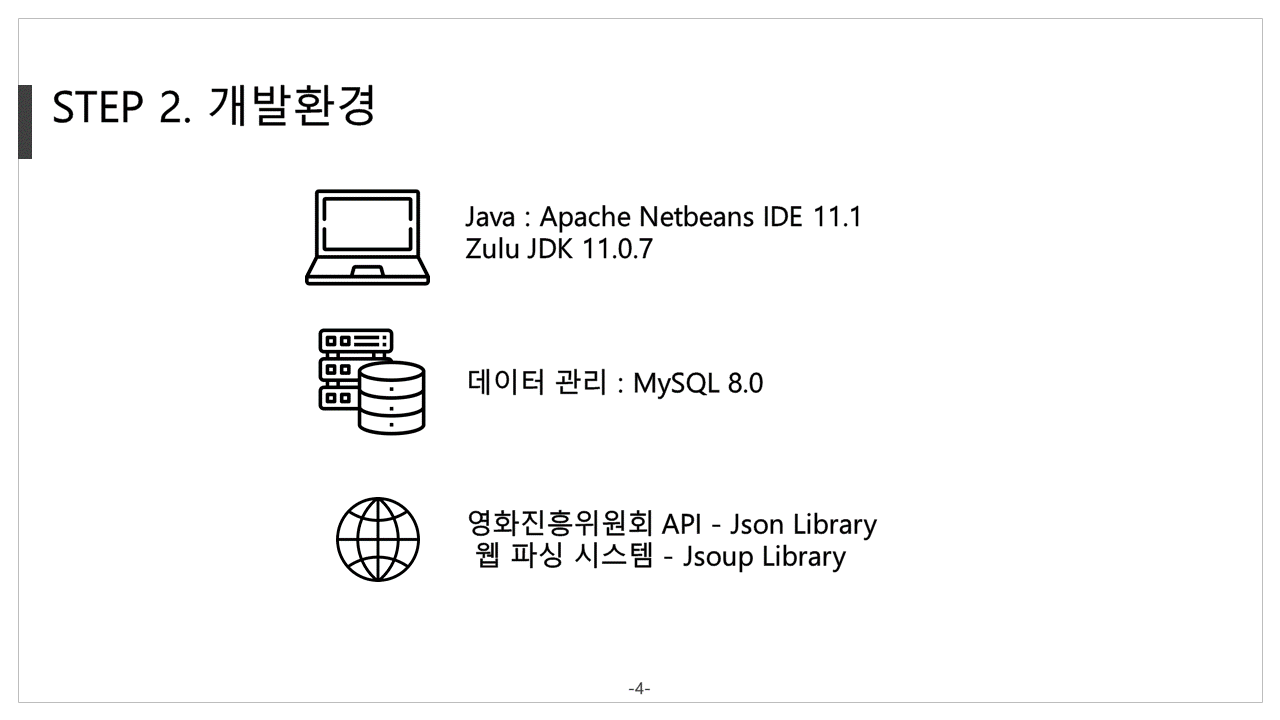 STEP 2. 개발환경
Java : Apache Netbeans IDE 11.1
Zulu JDK 11.0.7
데이터 관리 : MySQL 8.0
영화진흥위원회 API - Json Library
웹 파싱 시스템 - Jsoup Library
-4-